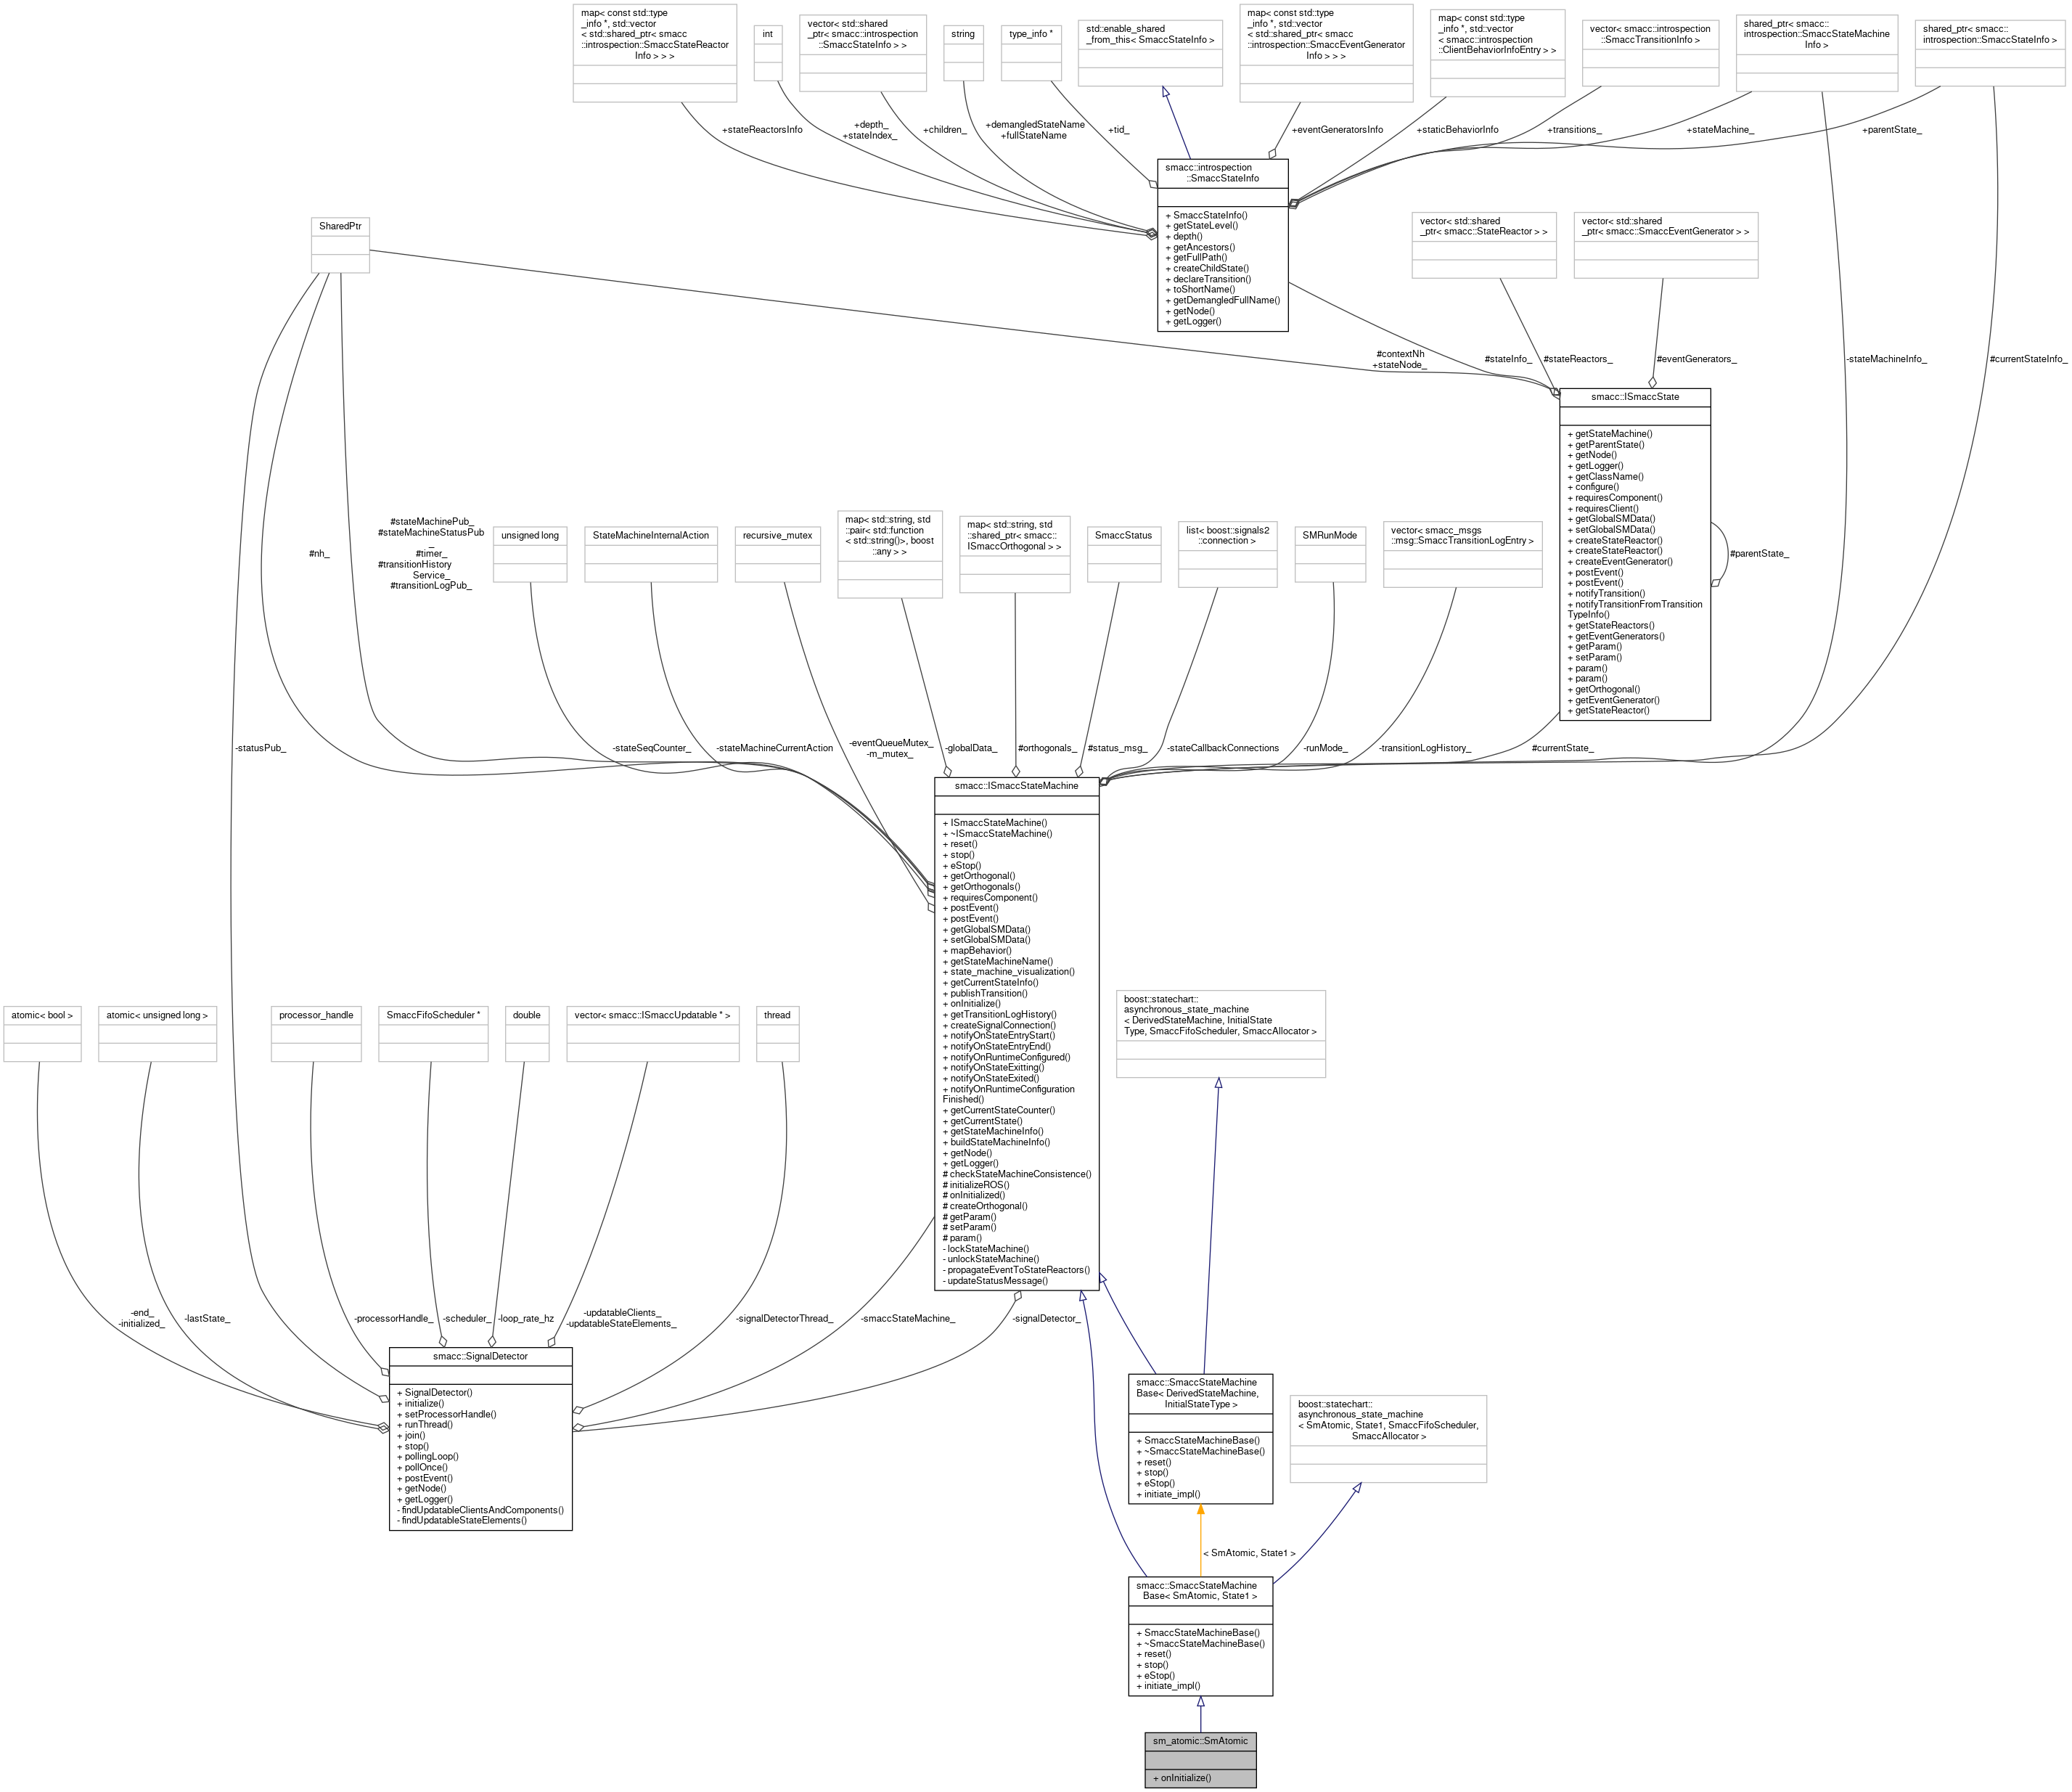 map< const std::type
_info *, std::vector
< std::shared_ptr< smacc
::introspection::SmaccStateReactor
Info > > >
int
vector< std::shared
_ptr< smacc::introspection
::SmaccStateInfo > >
string
type_info *
std::enable_shared
_from_this< SmaccStateInfo >
map< const std::type
_info *, std::vector
< std::shared_ptr< smacc
::introspection::SmaccEventGenerator
Info > > >
map< const std::type
_info *, std::vector
< smacc::introspection
::ClientBehaviorInfoEntry > >
vector< smacc::introspection
::SmaccTransitionInfo >
shared_ptr< smacc::
introspection::SmaccStateMachine
Info >
shared_ptr< smacc::
introspection::SmaccStateInfo >
+stateReactorsInfo
+depth_
+stateIndex_
+children_
+demangledStateName
+fullStateName
+tid_
+eventGeneratorsInfo
+staticBehaviorInfo
+transitions_
+stateMachine_
+parentState_
smacc::introspection
::SmaccStateInfo
+ SmaccStateInfo()
+ getStateLevel()
+ depth()
+ getAncestors()
+ getFullPath()
+ createChildState()
+ declareTransition()
+ toShortName()
+ getDemangledFullName()
+ getNode()
+ getLogger()
SharedPtr
vector< std::shared
_ptr< smacc::StateReactor > >
vector< std::shared
_ptr< smacc::SmaccEventGenerator > >
#contextNh
+stateNode_
#stateInfo_
#stateReactors_
#eventGenerators_
-stateMachineInfo_
#currentStateInfo_
smacc::ISmaccState
+ getStateMachine()
+ getParentState()
+ getNode()
+ getLogger()
+ getClassName()
+ configure()
+ requiresComponent()
+ requiresClient()
+ getGlobalSMData()
+ setGlobalSMData()
+ createStateReactor()
+ createStateReactor()
+ createEventGenerator()
+ postEvent()
+ postEvent()
+ notifyTransition()
+ notifyTransitionFromTransition
TypeInfo()
+ getStateReactors()
+ getEventGenerators()
+ getParam()
+ setParam()
+ param()
+ param()
+ getOrthogonal()
+ getEventGenerator()
+ getStateReactor()
#parentState_
#nh_
#stateMachinePub_
#stateMachineStatusPub
_
#timer_
#transitionHistory
Service_
#transitionLogPub_
unsigned long
StateMachineInternalAction
recursive_mutex
map< std::string, std
::pair< std::function
< std::string()>, boost
::any > >
map< std::string, std
::shared_ptr< smacc::
ISmaccOrthogonal > >
SmaccStatus
list< boost::signals2
::connection >
SMRunMode
vector< smacc_msgs
::msg::SmaccTransitionLogEntry >
-statusPub_
-stateSeqCounter_
-stateMachineCurrentAction
-eventQueueMutex_
-m_mutex_
-globalData_
#orthogonals_
#status_msg_
-stateCallbackConnections
-runMode_
-transitionLogHistory_
#currentState_
smacc::ISmaccStateMachine
+ ISmaccStateMachine()
+ ~ISmaccStateMachine()
+ reset()
+ stop()
+ eStop()
+ getOrthogonal()
+ getOrthogonals()
+ requiresComponent()
+ postEvent()
+ postEvent()
+ getGlobalSMData()
+ setGlobalSMData()
+ mapBehavior()
+ getStateMachineName()
+ state_machine_visualization()
+ getCurrentStateInfo()
+ publishTransition()
+ onInitialize()
+ getTransitionLogHistory()
+ createSignalConnection()
+ notifyOnStateEntryStart()
+ notifyOnStateEntryEnd()
+ notifyOnRuntimeConfigured()
+ notifyOnStateExitting()
+ notifyOnStateExited()
+ notifyOnRuntimeConfiguration
Finished()
+ getCurrentStateCounter()
+ getCurrentState()
+ getStateMachineInfo()
+ buildStateMachineInfo()
+ getNode()
+ getLogger()
# checkStateMachineConsistence()
# initializeROS()
# onInitialized()
# createOrthogonal()
# getParam()
# setParam()
# param()
- lockStateMachine()
- unlockStateMachine()
- propagateEventToStateReactors()
- updateStatusMessage()
atomic< bool >
atomic< unsigned long >
processor_handle
SmaccFifoScheduler *
double
vector< smacc::ISmaccUpdatable * >
thread
boost::statechart::
asynchronous_state_machine
< DerivedStateMachine, InitialState
Type, SmaccFifoScheduler, SmaccAllocator >
-end_
-initialized_
-lastState_
-processorHandle_
-scheduler_
-loop_rate_hz
-updatableClients_
-updatableStateElements_
-signalDetectorThread_
-smaccStateMachine_
-signalDetector_
smacc::SignalDetector
+ SignalDetector()
+ initialize()
+ setProcessorHandle()
+ runThread()
+ join()
+ stop()
+ pollingLoop()
+ pollOnce()
+ postEvent()
+ getNode()
+ getLogger()
- findUpdatableClientsAndComponents()
- findUpdatableStateElements()
smacc::SmaccStateMachine
Base< DerivedStateMachine,
InitialStateType >
+ SmaccStateMachineBase()
+ ~SmaccStateMachineBase()
+ reset()
+ stop()
+ eStop()
+ initiate_impl()
boost::statechart::
asynchronous_state_machine
< SmAtomic, State1, SmaccFifoScheduler,
SmaccAllocator >
< SmAtomic, State1 >
smacc::SmaccStateMachine
Base< SmAtomic, State1 >
+ SmaccStateMachineBase()
+ ~SmaccStateMachineBase()
+ reset()
+ stop()
+ eStop()
+ initiate_impl()
sm_atomic::SmAtomic
+ onInitialize()